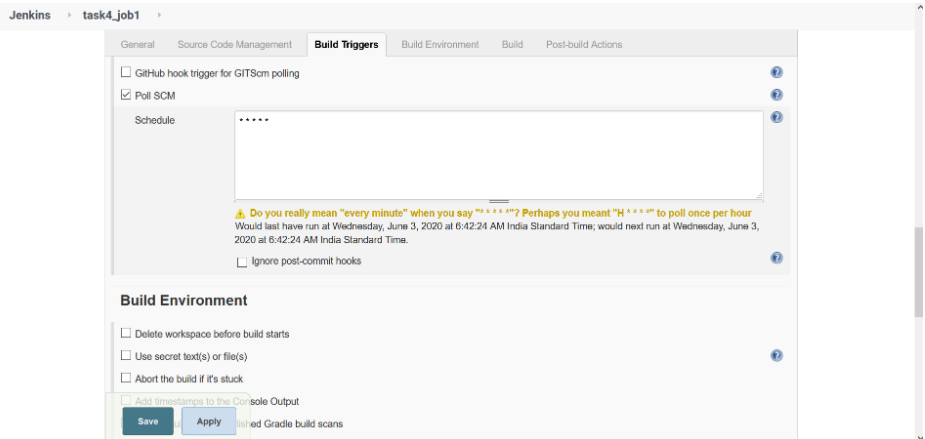 Jenkins task4_job1
General Source Code Management Build Triggers Build Environment Build Post-build Actions
GitHub hook trigger for GITScm polling
Poll SCM
Schedule
* * * * *
Do you really mean "every minute" when you say "* * * * *"? Perhaps you meant "H * * * *" to poll once per hour
Would last have run at Wednesday, June 3, 2020 at 6:42:24 AM India Standard Time; would next run at Wednesday, June 3,
2020 at 6:42:24 AM India Standard Time.
Ignore post-commit hooks
Build Environment
Delete workspace before build starts
Use secret text(s) or file(s)
Abort the build if it's stuck
Add timestamps to the Console Output
Save Apply
Gradle build scans